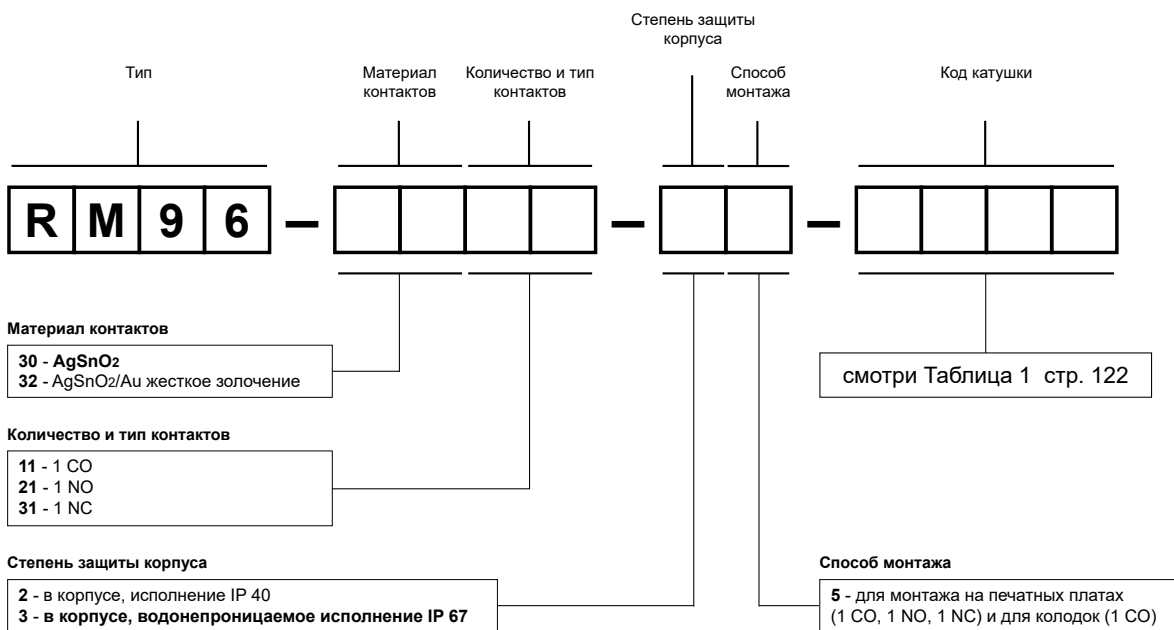 Степень защиты
корпуса
Тип
Материал
контактов
Количество и тип
контактов
Способ
монтажа
Код катушки
R M 9 6 – –  –
Материал контактов
30 - AgSnO2
32 - AgSnO2/Au жесткое золочение
смотри Таблица 1 стр. 122
Количество и тип контактов
11 - 1 CO
21 - 1 NO
31 - 1 NC
Степень защиты корпуса
2 - в корпусе, исполнение IP 40
3 - в корпусе, водонепроницаемое исполнение IP 67
Способ монтажа
5 - для монтажа на печатных платах
(1 CO, 1 NO, 1 NC) и для колодок (1 CO)